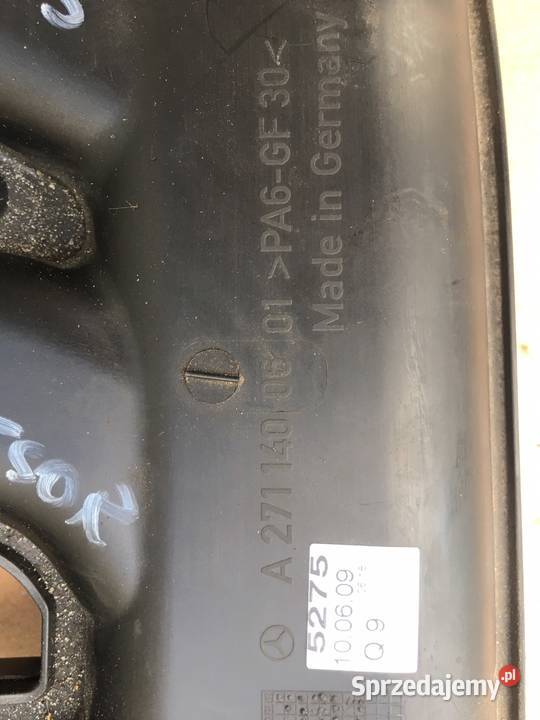 A 271 140 06 01 >PA6-GF 30<
Made in Germany
5275
10.06.09
Q 9
Sprzedajemy.pl